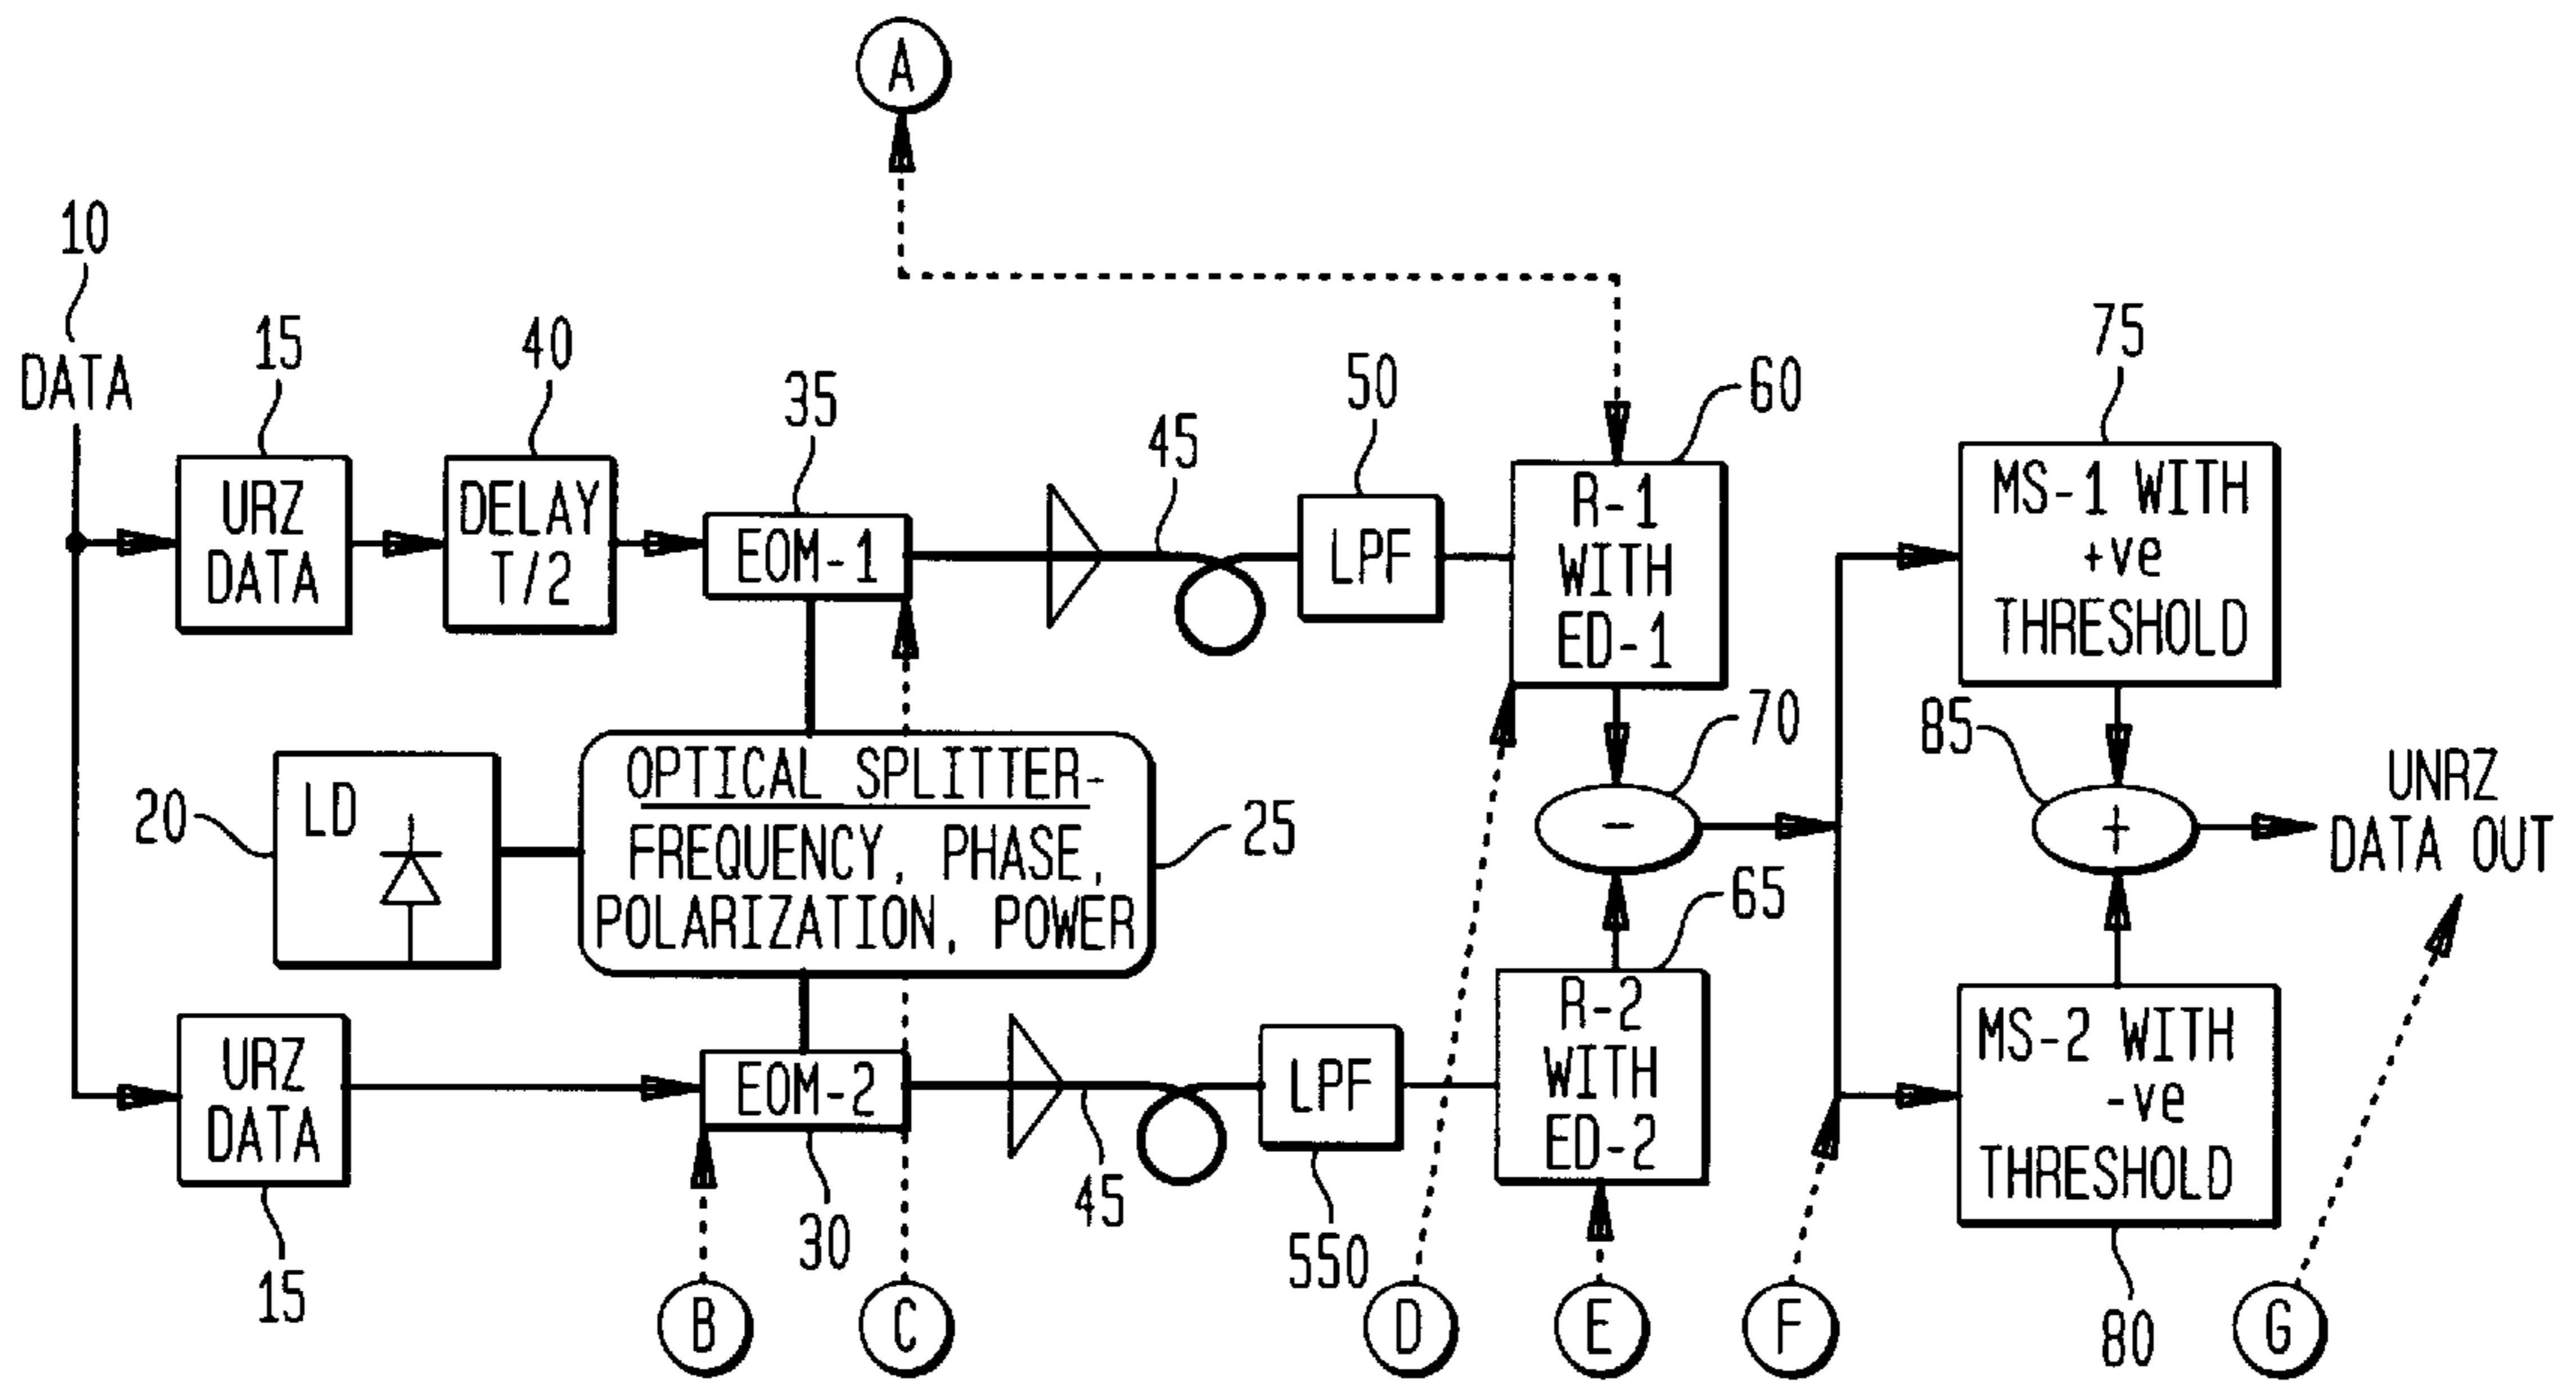 A
10
DATA
15
URZ
DATA
40
DELAY
T/2
35
EOM-1
45
50
LPF
60
R-1
WITH
ED-1
75
MS-1 WITH
+ve
THRESHOLD
20
LD
OPTICAL SPLITTER-
FREQUENCY, PHASE,
POLARIZATION, POWER
25
70
-
85
+
UNRZ
DATA OUT
URZ
DATA
15
EOM-2
30
45
LPF
550
65
R-2
WITH
ED-2
MS-2 WITH
-ve
THRESHOLD
80
B
C
D
E
F
G